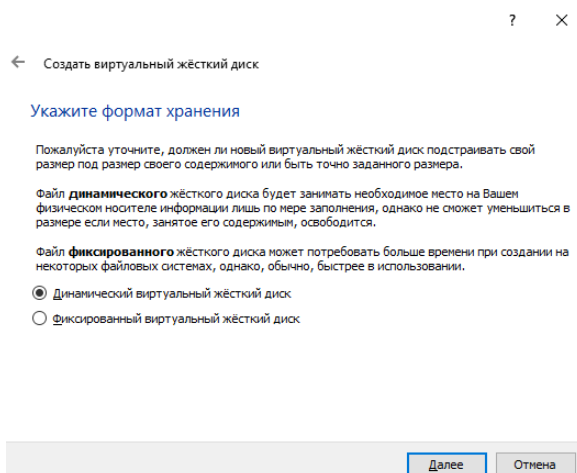 ?
Создать виртуальный жёсткий диск
Укажите формат хранения
Пожалуйста уточните, должен ли новый виртуальный жёсткий диск подстраивать свой
размер под размер своего содержимого или быть точно заданного размера.
Файл динамического жёсткого диска будет занимать необходимое место на Вашем
физическом носителе информации лишь по мере заполнения, однако не сможет уменьшиться в
размере если место, занятое его содержимым, освободится.
Файл фиксированного жёсткого диска может потребовать больше времени при создании на
некоторых файловых системах, однако, обычно, быстрее в использовании.
Динамический виртуальный жёсткий диск
Фиксированный виртуальный жёсткий диск
Далее Отмена